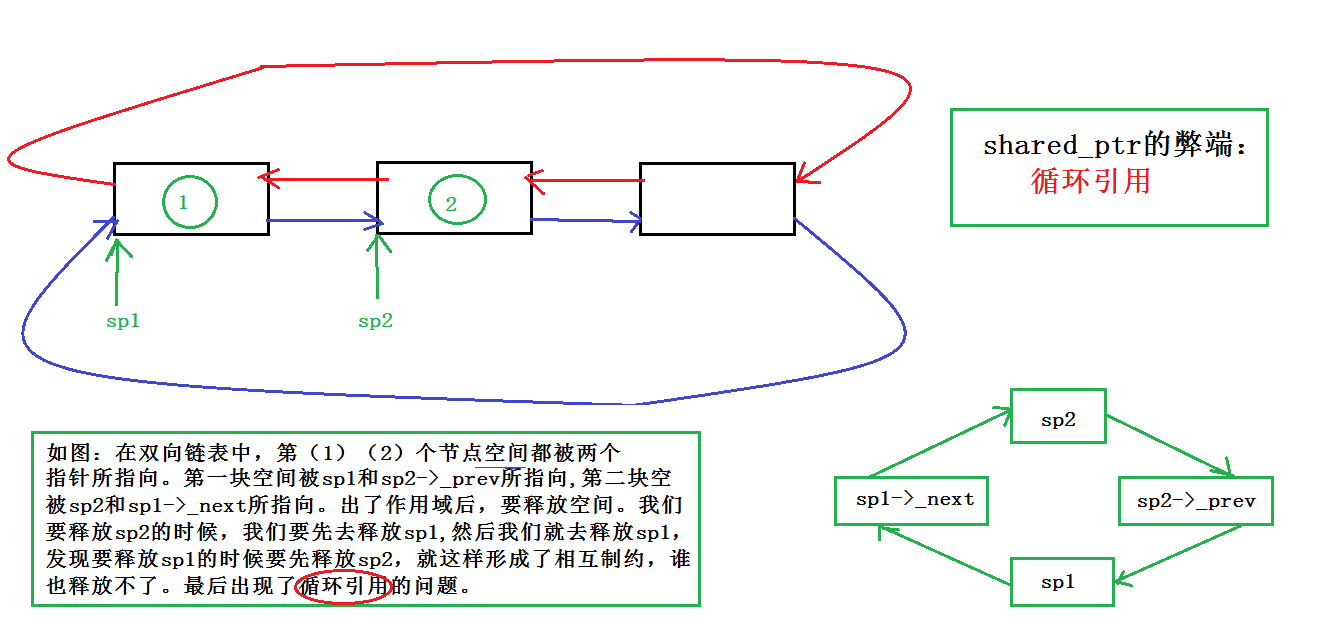 shared_ptr的弊端：
循环引用
1
2
sp1
sp2
如图：在双向链表中，第（1）（2）个节点空间都被两个
指针所指向。第一块空间被sp1和sp2->_prev所指向,第二块空
被sp2和sp1->_next所指向。出了作用域后，要释放空间。我们
要释放sp2的时候，我们要先去释放sp1,然后我们就去释放sp1,
发现要释放sp1的时候要先释放sp2，就这样形成了相互制约，谁
也释放不了。最后出现了循环引用的问题。
sp2
sp1->_next
sp2->_prev
sp1